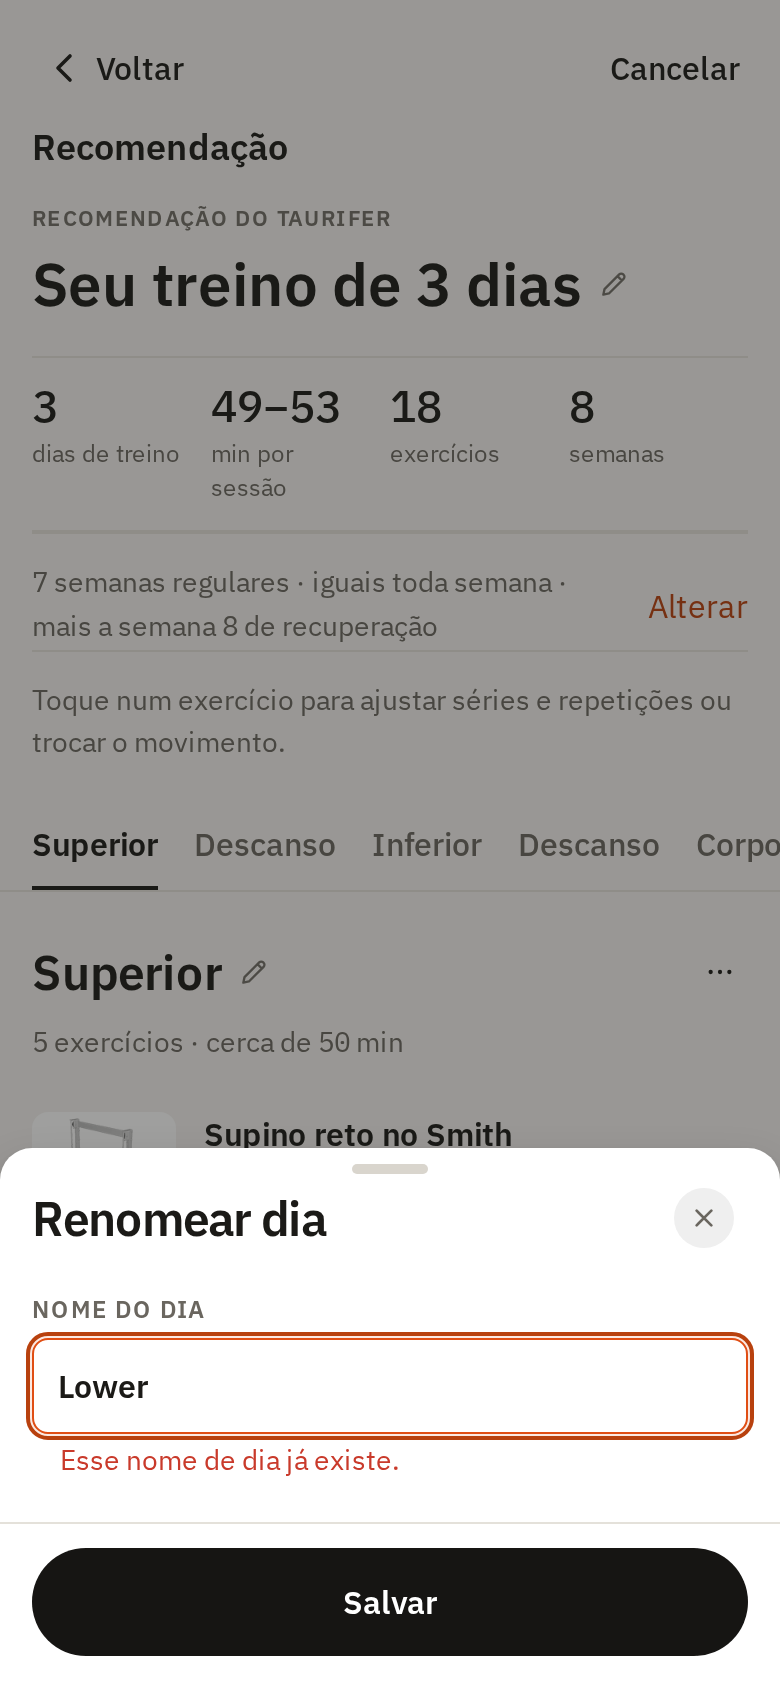 Voltar
Cancelar
Recomendação
RECOMENDAÇÃO DO TAURIFER
Seu treino de 3 dias
3
dias de treino
49–53
min por
sessão
18
exercícios
8
semanas
7 semanas regulares · iguais toda semana ·
mais a semana 8 de recuperação
Alterar
Toque num exercício para ajustar séries e repetições ou
trocar o movimento.
Superior
Descanso
Inferior
Descanso
Corpo
Superior
5 exercícios · cerca de 50 min
Supino reto no Smith
Renomear dia
NOME DO DIA
Lower
Esse nome de dia já existe.
Salvar